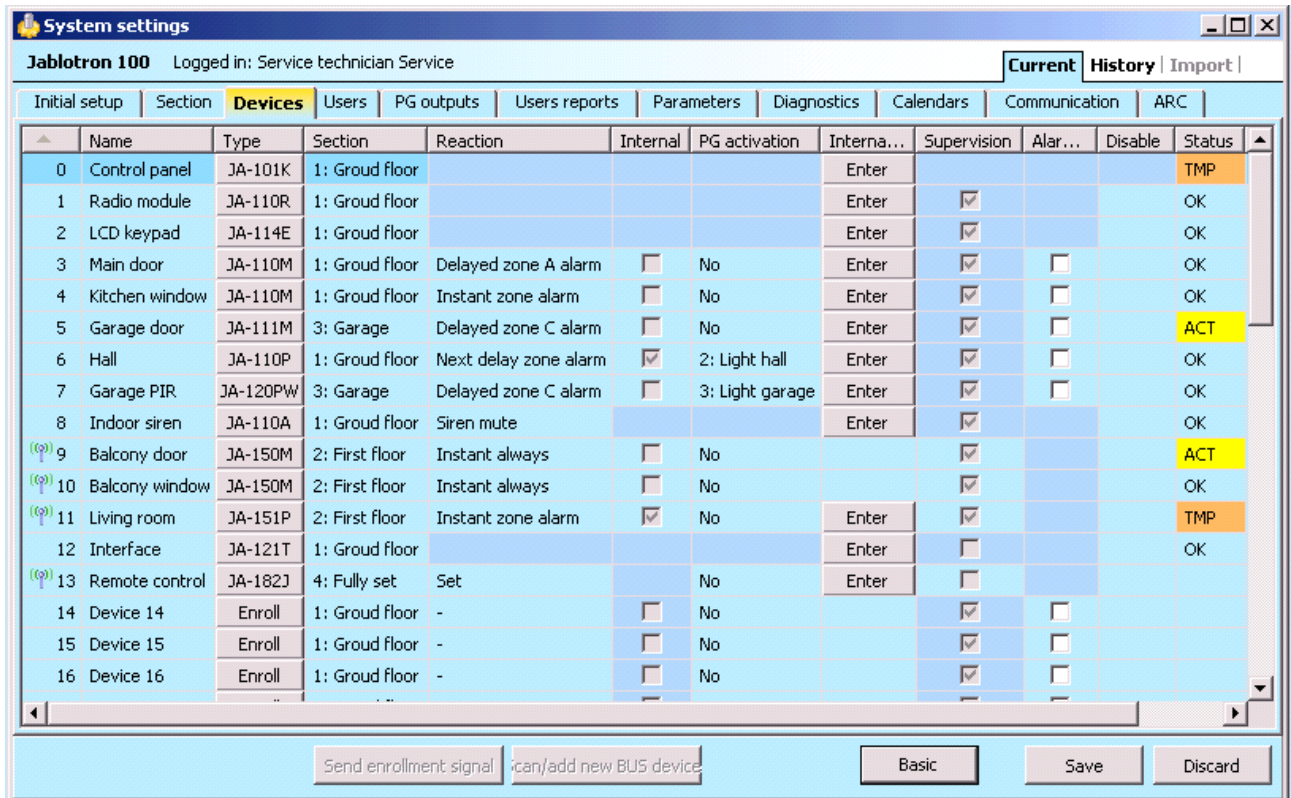 System settings
Jablotron 100 Logged in: Service technician Service Current History | Import |
Initial setup Section Devices Users PG outputs Users reports Parameters Diagnostics Calendars Communication ARC
Name Type Section Reaction Internal PG activation Interna... Supervision Alar... Disable Status
0 Control panel JA-101K 1: Groud floor Enter TMP
1 Radio module JA-110R 1: Groud floor Enter OK
2 LCD keypad JA-114E 1: Groud floor Enter OK
3 Main door JA-110M 1: Groud floor Delayed zone A alarm No Enter OK
4 Kitchen window JA-110M 1: Groud floor Instant zone alarm No Enter OK
5 Garage door JA-111M 3: Garage Delayed zone C alarm No Enter ACT
6 Hall JA-110P 1: Groud floor Next delay zone alarm 2: Light hall Enter OK
7 Garage PIR JA-120PW 3: Garage Delayed zone C alarm 3: Light garage Enter OK
8 Indoor siren JA-110A 1: Groud floor Siren mute Enter OK
9 Balcony door JA-150M 2: First floor Instant always No ACT
10 Balcony window JA-150M 2: First floor Instant always No OK
11 Living room JA-151P 2: First floor Instant zone alarm No Enter TMP
12 Interface JA-121T 1: Groud floor Enter OK
13 Remote control JA-182J 4: Fully set Set No Enter
14 Device 14 Enroll 1: Groud floor - No
15 Device 15 Enroll 1: Groud floor - No
16 Device 16 Enroll 1: Groud floor - No
Send enrollment signal Scan/add new BUS device Basic Save Discard